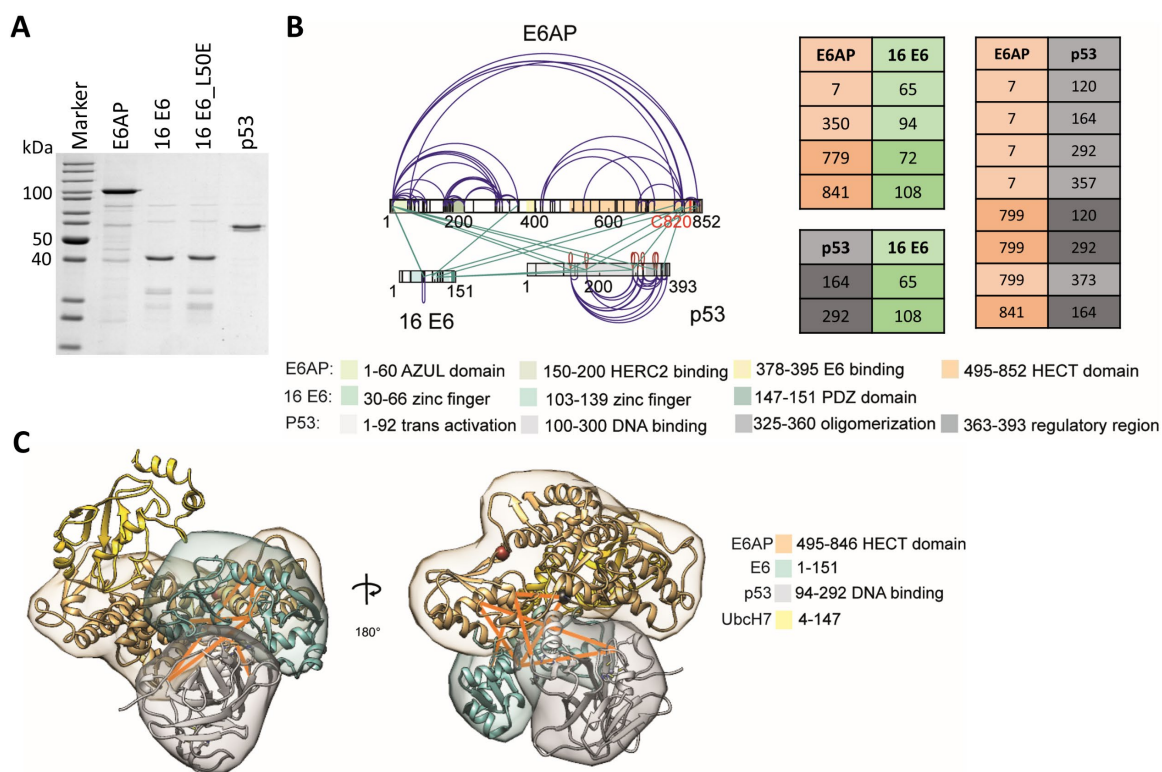 A
Marker
E6AP
16 E6
16 E6_L50E
p53
kDa
100
50
40
B
E6AP
1
200
400
600
C820
852
1
151
16 E6
1
200
393
p53
E6AP 16 E6
7 65
350 94
779 72
841 108
p53 16 E6
164 65
292 108
E6AP p53
7 120
7 164
7 292
7 357
799 120
799 292
799 373
841 164
E6AP: 1-60 AZUL domain 150-200 HERC2 binding 378-395 E6 binding 495-852 HECT domain
16 E6: 30-66 zinc finger 103-139 zinc finger 147-151 PDZ domain
P53: 1-92 trans activation 100-300 DNA binding 325-360 oligomerization 363-393 regulatory region
C
180°
E6AP 495-846 HECT domain
E6 1-151
p53 94-292 DNA binding
UbcH7 4-147